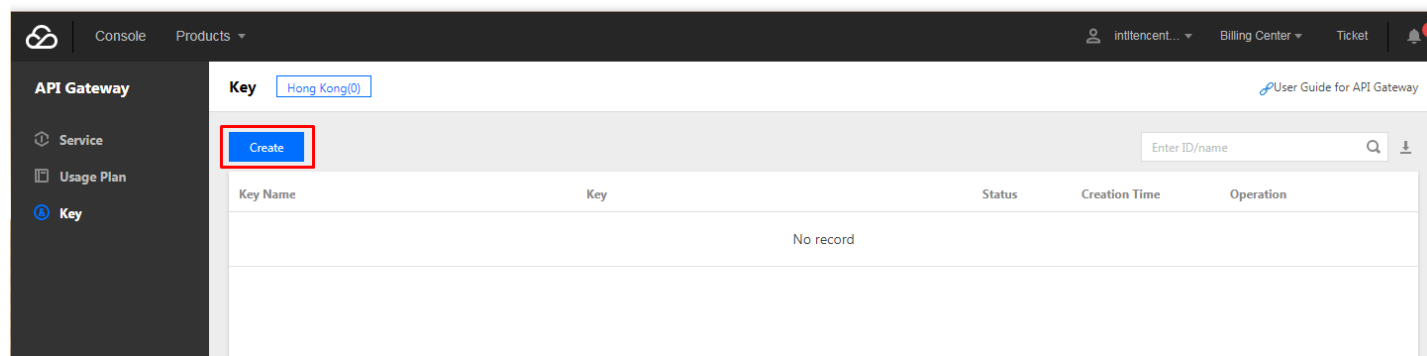 Console Products intltencent... Billing Center Ticket
API Gateway
Key Hong Kong(0) User Guide for API Gateway
Service
Create Enter ID/name
Usage Plan
Key Name Key Status Creation Time Operation
Key
No record